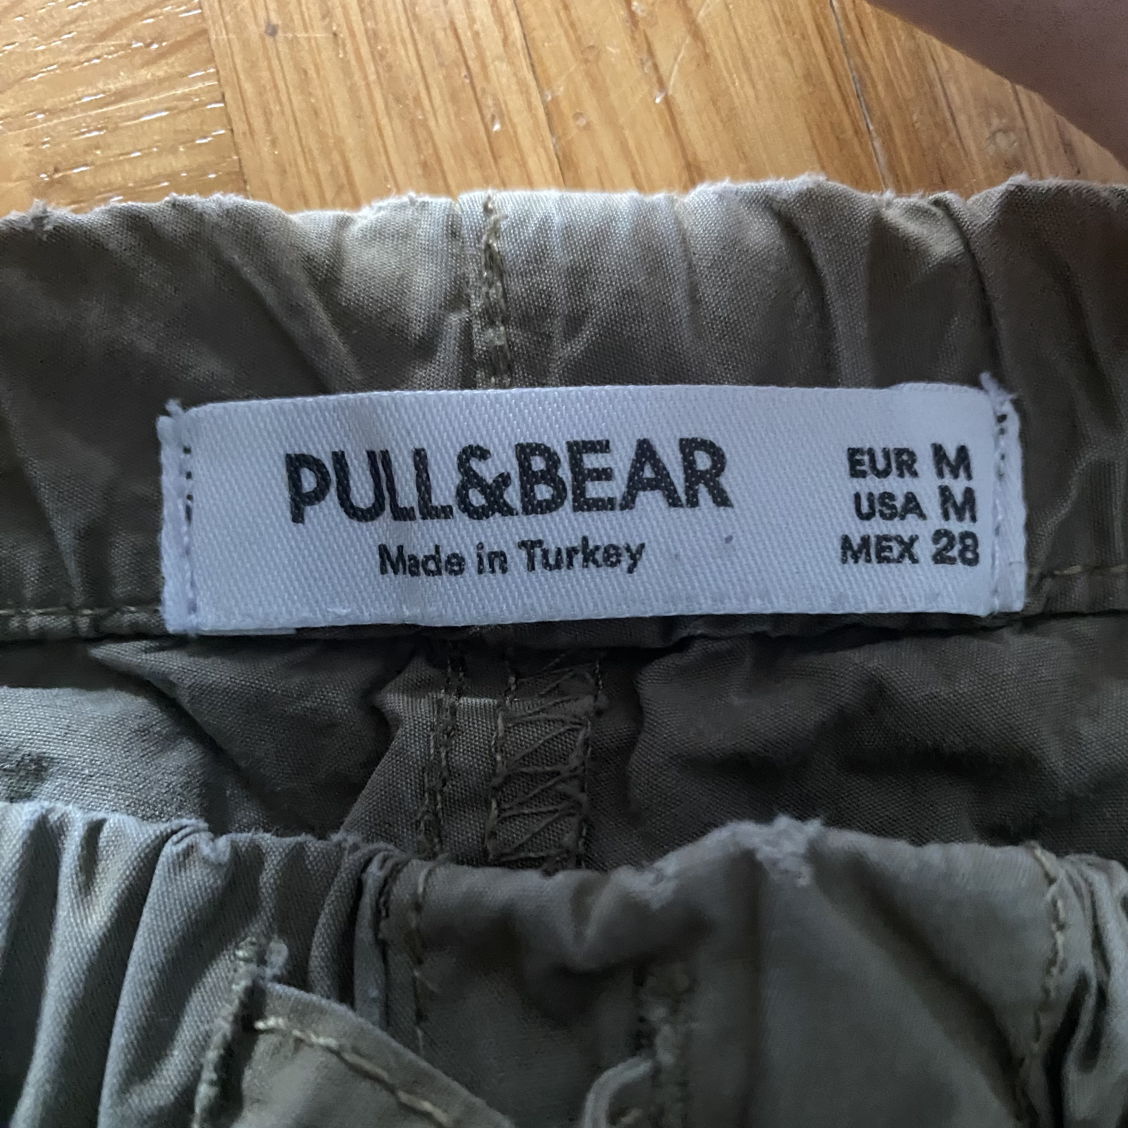 PULL&BEAR
Made in Turkey
EUR M
USA M
MEX 28